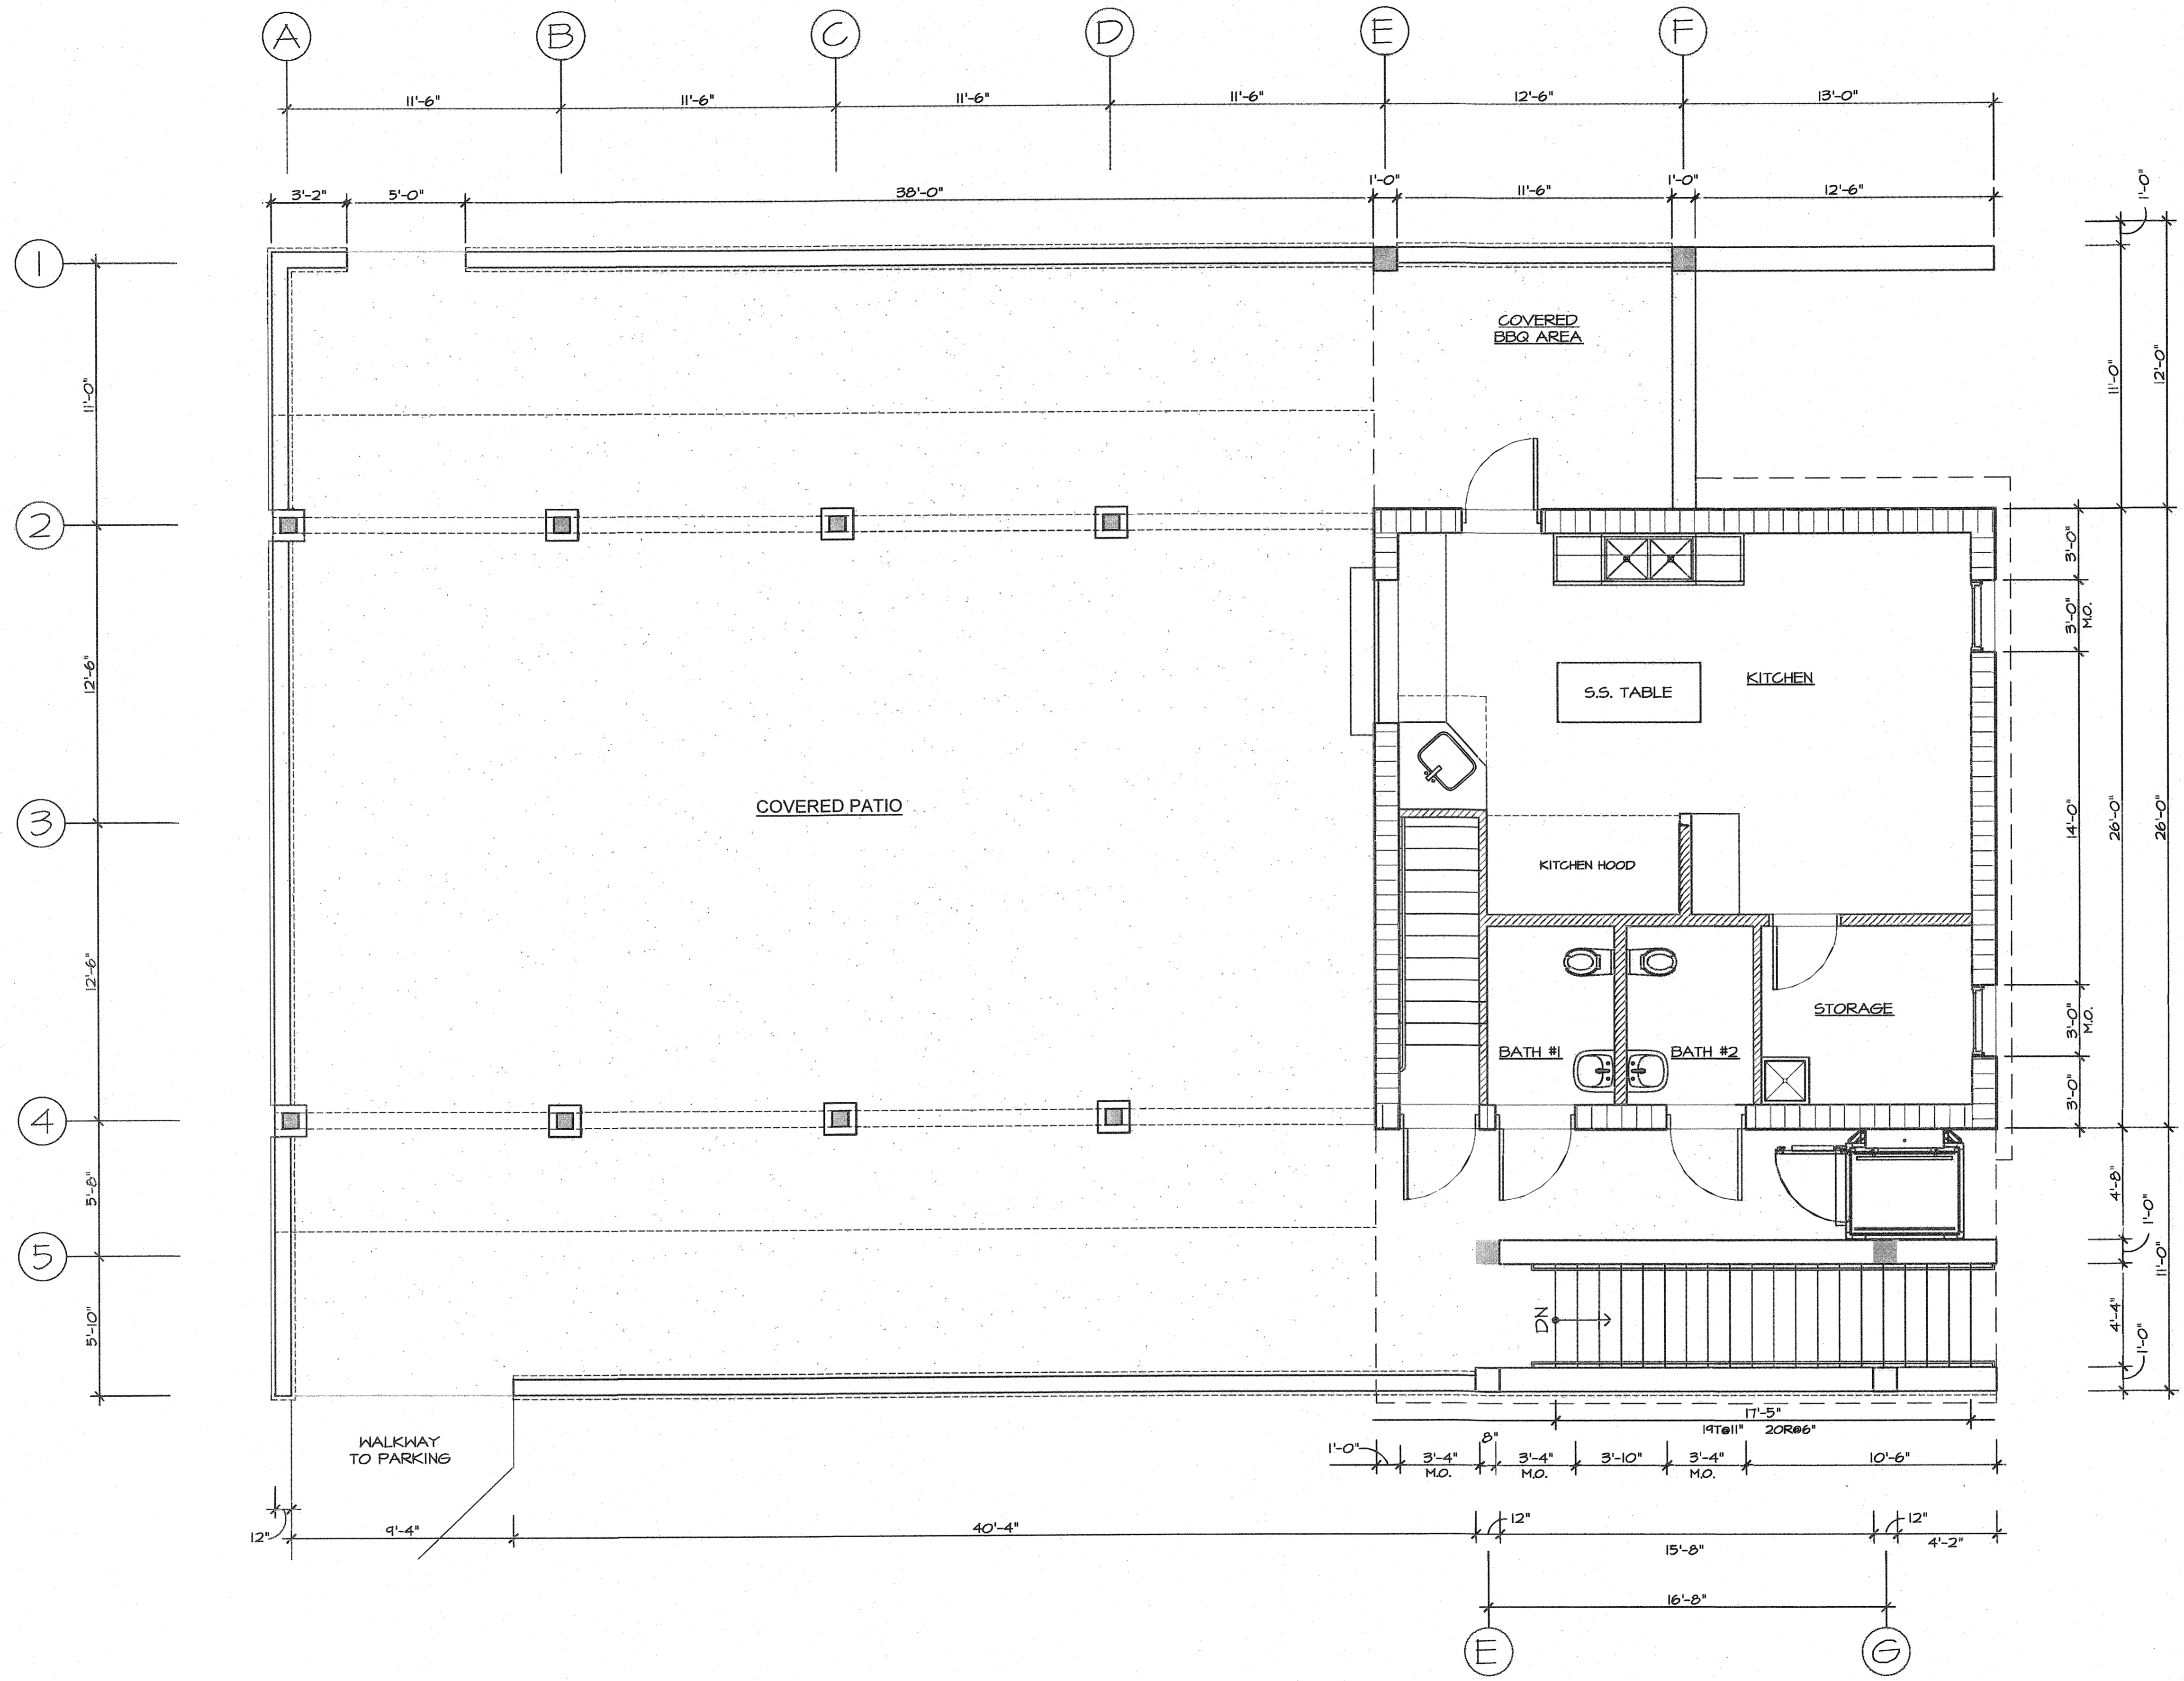 A B C D E F
11'-6" 11'-6" 11'-6" 11'-6" 12'-6" 13'-0"
3'-2" 5'-0" 38'-0" 1'-0" 11'-6" 1'-0" 12'-6"
1'-0"
1
11'-0"
2
12'-6"
3
12'-6"
4
5'-8"
5
5'-10"
COVERED
BBQ AREA
COVERED PATIO
S.S. TABLE
KITCHEN
KITCHEN HOOD
BATH #1
BATH #2
STORAGE
DN
11'-0"
12'-0"
3'-0"
3'-0"
M.O.
14'-0"
26'-0"
26'-0"
3'-0"
M.O.
3'-0"
4'-8"
1'-0"
11'-0"
4'-4"
1'-0"
WALKWAY
TO PARKING
17'-5"
19T@11" 20R@6"
1'-0" 3'-4" 8" 3'-4" 3'-10" 3'-4" 10'-6"
M.O. M.O. M.O.
12" 9'-4" 40'-4" 12" 15'-8" 12" 4'-2"
16'-8"
E G